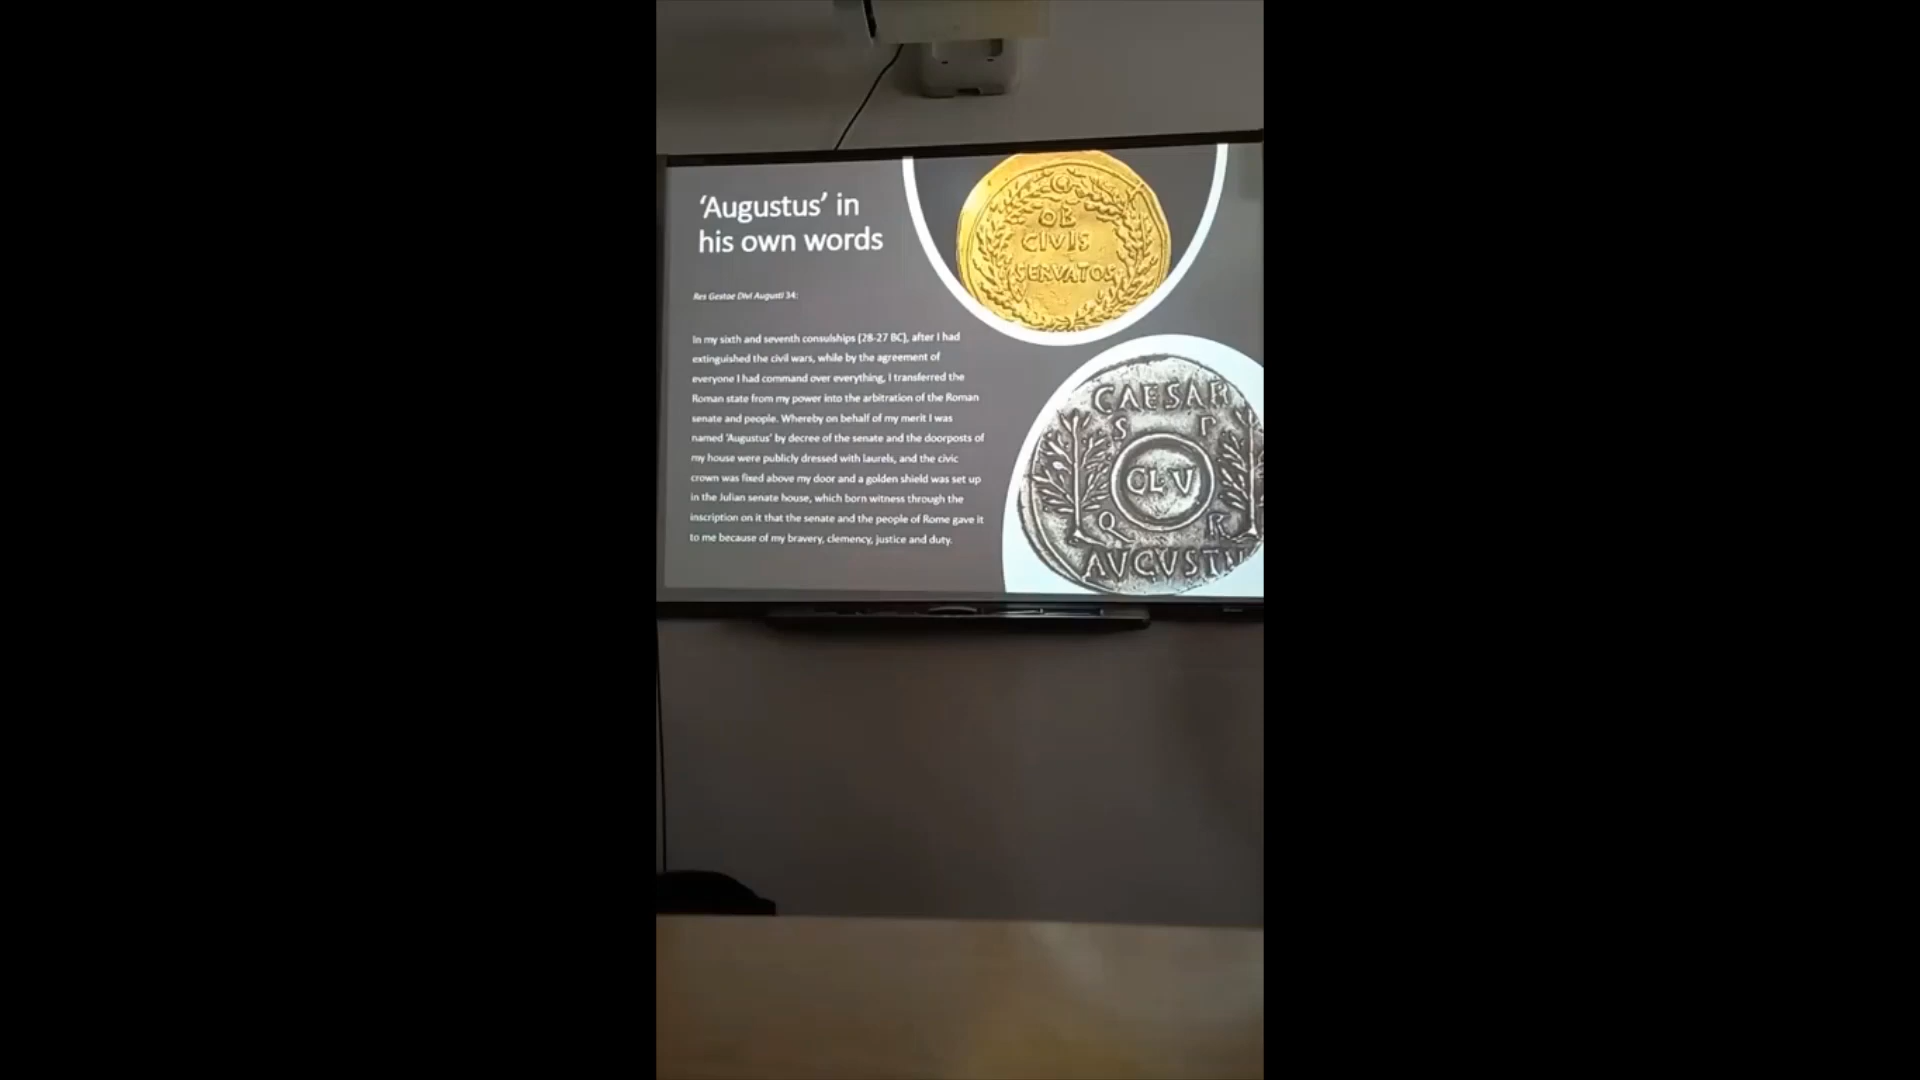 'Augustus' in
his own words
Res Gestae Divi Augusti 34:
In my sixth and seventh consulships (28-27 BC), after I had
extinguished the civil wars, while by the agreement of
everyone I had command over everything, I transferred the
Roman state from my power into the arbitration of the Roman
senate and people. Whereby on behalf of my merit I was
named 'Augustus' by decree of the senate and the doorposts of
my house were publicly dressed with laurels, and the civic
crown was fixed above my door and a golden shield was set up
in the Julian senate house, which born witness through the
inscription on it that the senate and the people of Rome gave it
to me because of my bravery, clemency, justice and duty.
OB
CIVIS
SERVATOS
CAESAR
S P
CL V
Q R
AVGVSTV